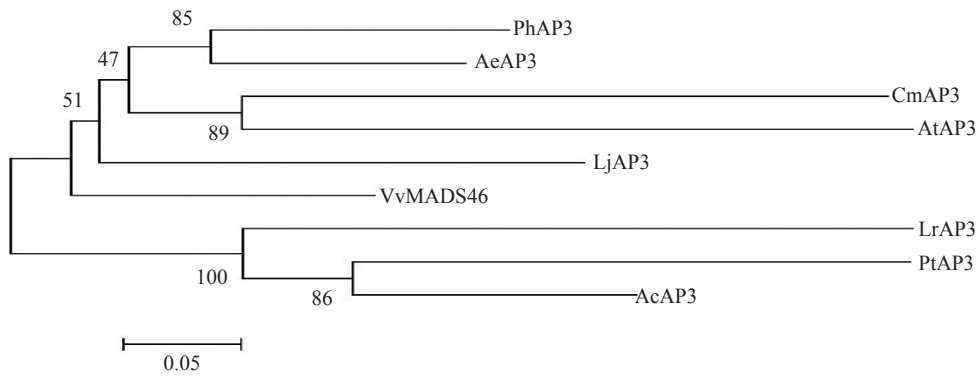 85
PhAP3
47
AeAP3
51
CmAP3
89
AtAP3
LjAP3
VvMADS46
LrAP3
100
PtAP3
86
AcAP3
0.05